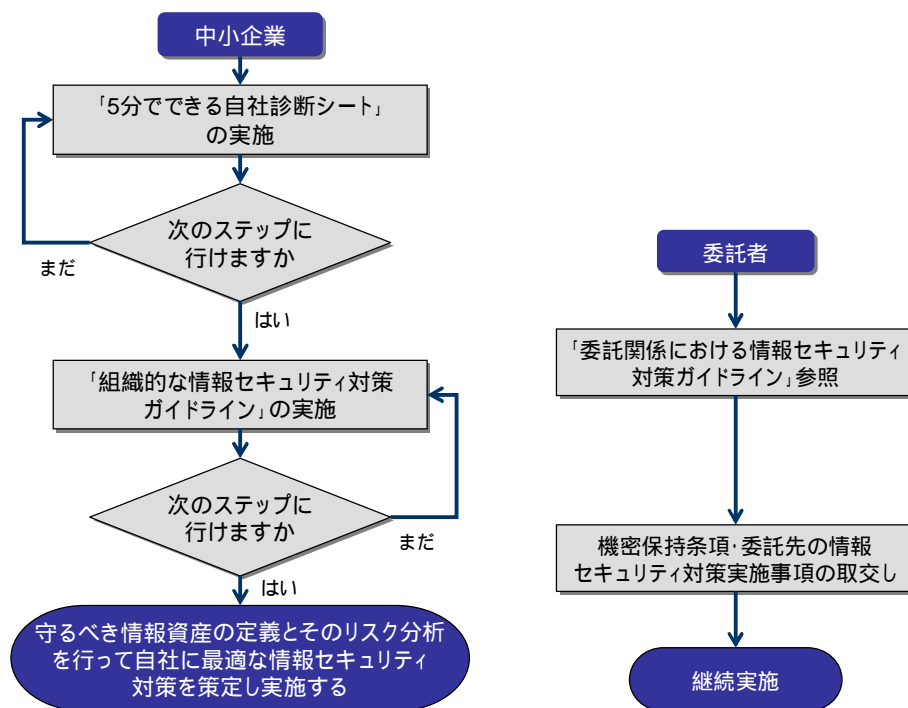 中小企業
「5分でできる自社診断シート」
の実施
次のステップに
行けますか
まだ
はい
「組織的な情報セキュリティ対策
ガイドライン」の実施
次のステップに
行けますか
まだ
はい
守るべき情報資産の定義とそのリスク分析
を行って自社に最適な情報セキュリティ
対策を策定し実施する
委託者
「委託関係における情報セキュリティ
対策ガイドライン」参照
機密保持条項・委託先の情報
セキュリティ対策実施事項の取交し
継続実施